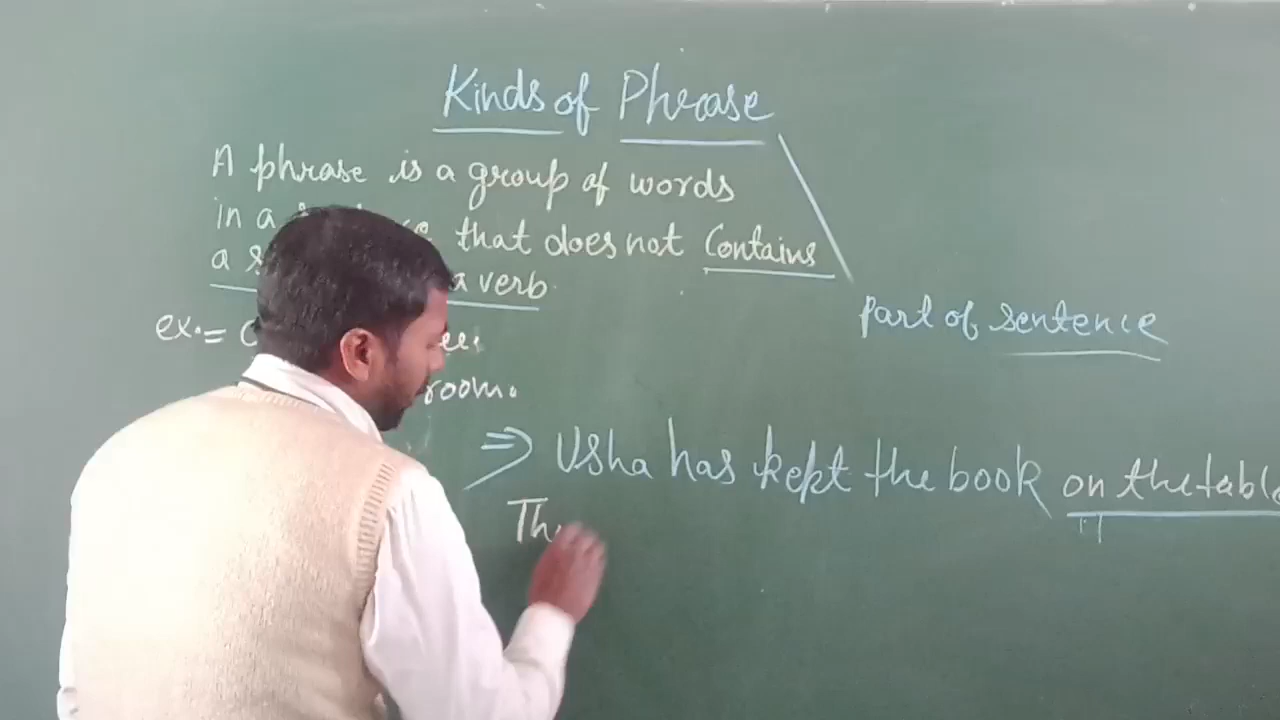 Kinds of Phrase
A phrase is a group of words
in a that does not Contains
a a verb.
ex.=
room.
part of sentence
⇒ Usha has kept the book on the table
Th